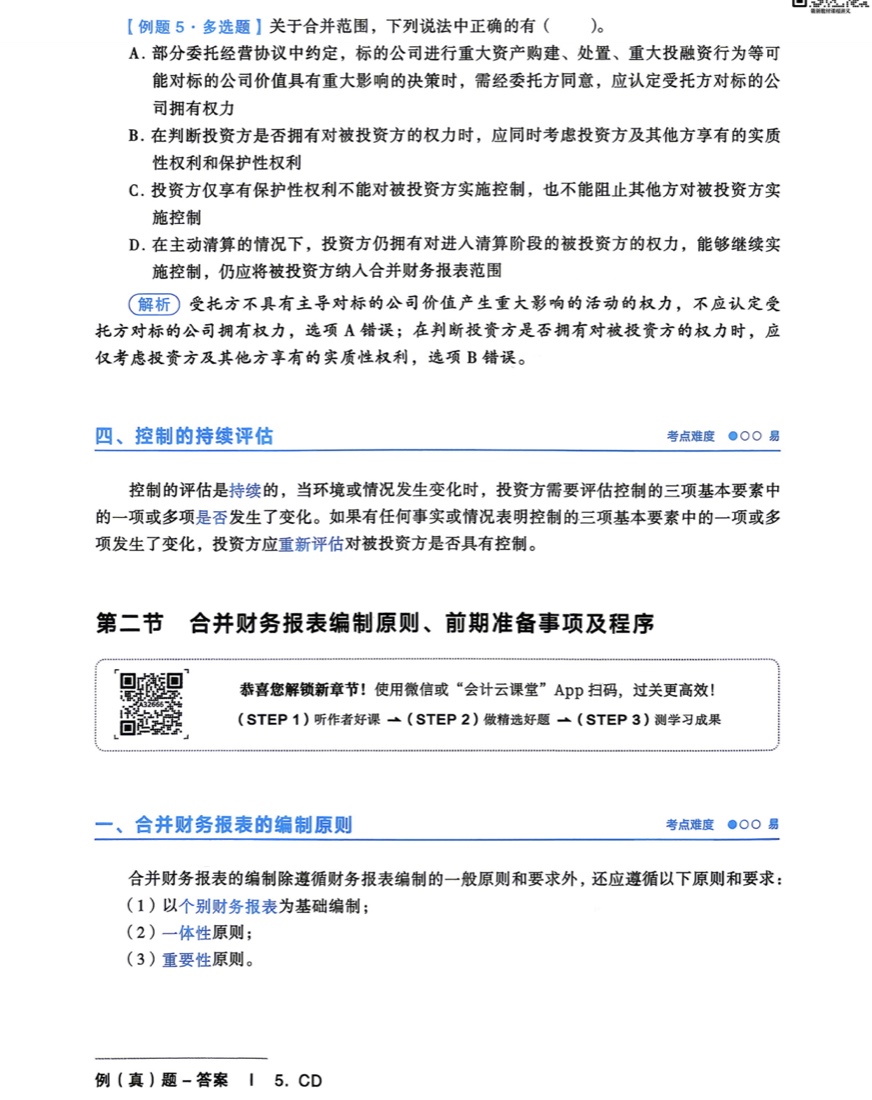 【例题 5 · 多选题】关于合并范围，下列说法中正确的有（　　）。
A. 部分委托经营协议中约定，标的公司进行重大资产购建、处置、重大投融资行为等可
能对标的公司价值具有重大影响的决策时，需经委托方同意，应认定受托方对标的公
司拥有权力
B. 在判断投资方是否拥有对被投资方的权力时，应同时考虑投资方及其他方享有的实质
性权利和保护性权利
C. 投资方仅享有保护性权利不能对被投资方实施控制，也不能阻止其他方对被投资方实
施控制
D. 在主动清算的情况下，投资方仍拥有对进入清算阶段的被投资方的权力，能够继续实
施控制，仍应将被投资方纳入合并财务报表范围
解析 受托方不具有主导对标的公司价值产生重大影响的活动的权力，不应认定受
托方对标的公司拥有权力，选项 A 错误；在判断投资方是否拥有对被投资方的权力时，应
仅考虑投资方及其他方享有的实质性权利，选项 B 错误。
四、控制的持续评估 考点难度 ●○○ 易
控制的评估是持续的，当环境或情况发生变化时，投资方需要评估控制的三项基本要素中
的一项或多项是否发生了变化。如果有任何事实或情况表明控制的三项基本要素中的一项或多
项发生了变化，投资方应重新评估对被投资方是否具有控制。
第二节 合并财务报表编制原则、前期准备事项及程序
恭喜您解锁新章节！使用微信或“会计云课堂”App 扫码，过关更高效！
（STEP 1）听作者好课 ⇀（STEP 2）做精选好题 ⇀（STEP 3）测学习成果
一、合并财务报表的编制原则 考点难度 ●○○ 易
合并财务报表的编制除遵循财务报表编制的一般原则和要求外，还应遵循以下原则和要求：
（1）以个别财务报表为基础编制；
（2）一体性原则；
（3）重要性原则。
例（真）题－答案 | 5. CD